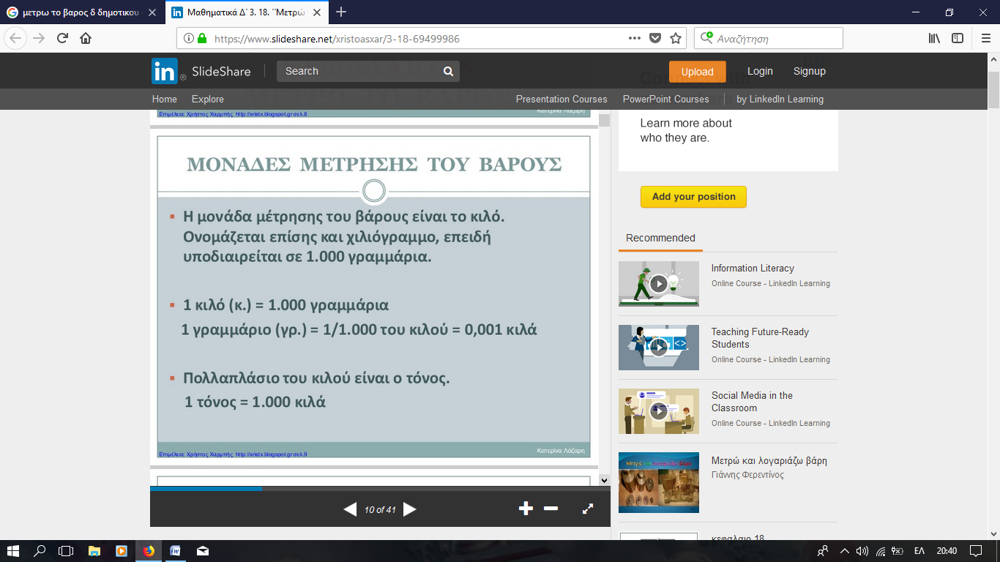 μετρω το βαρος δ δημοτικου
Μαθηματικά Δ΄ 3. 18. ΄΄Μετρώ
https://www.slideshare.net/xristoasxar/3-18-69499986
Αναζήτηση
in SlideShare
Search
Upload
Login
Signup
Home
Explore
Presentation Courses
PowerPoint Courses
by LinkedIn Learning
Επιμέλεια: Χρήστος Χαρμπής http://xristx.blogspot.gr σελ.8
Κατερίνα Λάζαρη
ΜΟΝΑΔΕΣ ΜΕΤΡΗΣΗΣ ΤΟΥ ΒΑΡΟΥΣ
Η μονάδα μέτρησης του βάρους είναι το κιλό.
Ονομάζεται επίσης και χιλιόγραμμο, επειδή
υποδιαιρείται σε 1.000 γραμμάρια.
1 κιλό (κ.) = 1.000 γραμμάρια
1 γραμμάριο (γρ.) = 1/1.000 του κιλού = 0,001 κιλά
Πολλαπλάσιο του κιλού είναι ο τόνος.
1 τόνος = 1.000 κιλά
Επιμέλεια: Χρήστος Χαρμπής http://xristx.blogspot.gr σελ.9
Κατερίνα Λάζαρη
10 of 41
Learn more about
who they are.
Add your position
Recommended
Information Literacy
Online Course - LinkedIn Learning
Teaching Future-Ready
Students
Online Course - LinkedIn Learning
Social Media in the
Classroom
Online Course - LinkedIn Learning
Μετρώ και λογαριάζω βάρη
Γιάννης Φερεντίνος
κεφαλαιο 18
ΕΛ
20:40